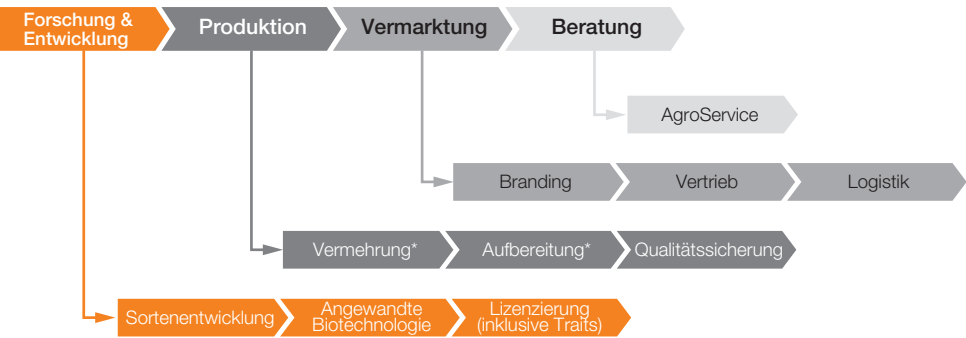 Forschung &
Entwicklung
Produktion
Vermarktung
Beratung
AgroService
Branding
Vertrieb
Logistik
Vermehrung*
Aufbereitung*
Qualitätssicherung
Sortenentwicklung
Angewandte
Biotechnologie
Lizenzierung
(inklusive Traits)